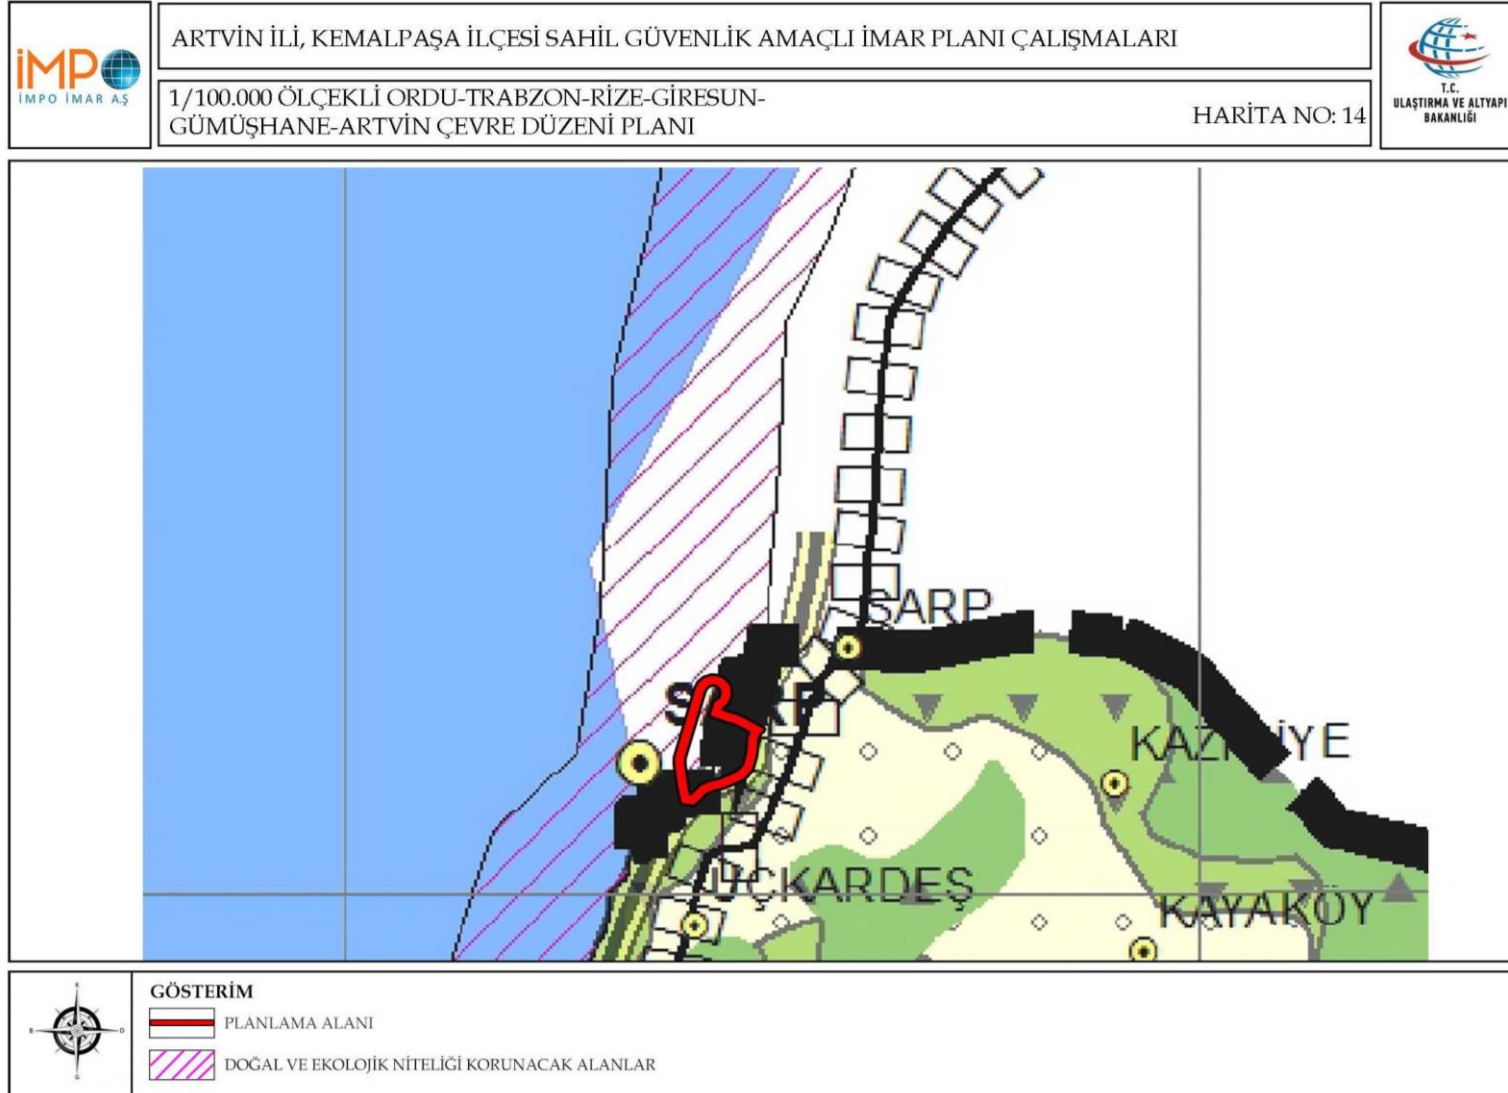 İMPO
İMPO İMAR A.Ş
ARTVİN İLİ, KEMALPAŞA İLÇESİ SAHİL GÜVENLİK AMAÇLI İMAR PLANI ÇALIŞMALARI
1/100.000 ÖLÇEKLİ ORDU-TRABZON-RİZE-GİRESUN-
GÜMÜŞHANE-ARTVİN ÇEVRE DÜZENİ PLANI
HARİTA NO: 14
T.C.
ULAŞTIRMA VE ALTYAPI
BAKANLIĞI
SARP
ÜÇKARDEŞ
KAYAKÖY
K
B
D
G
GÖSTERİM
PLANLAMA ALANI
DOĞAL VE EKOLOJİK NİTELİĞİ KORUNACAK ALANLAR